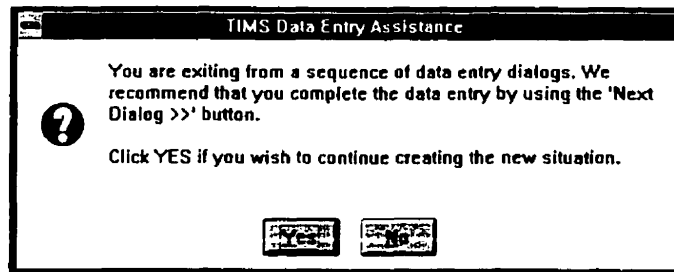 TIMS Data Entry Assistance
You are exiting from a sequence of data entry dialogs. We
recommend that you complete the data entry by using the 'Next
Dialog >>' button.
Click YES if you wish to continue creating the new situation.
Yes No